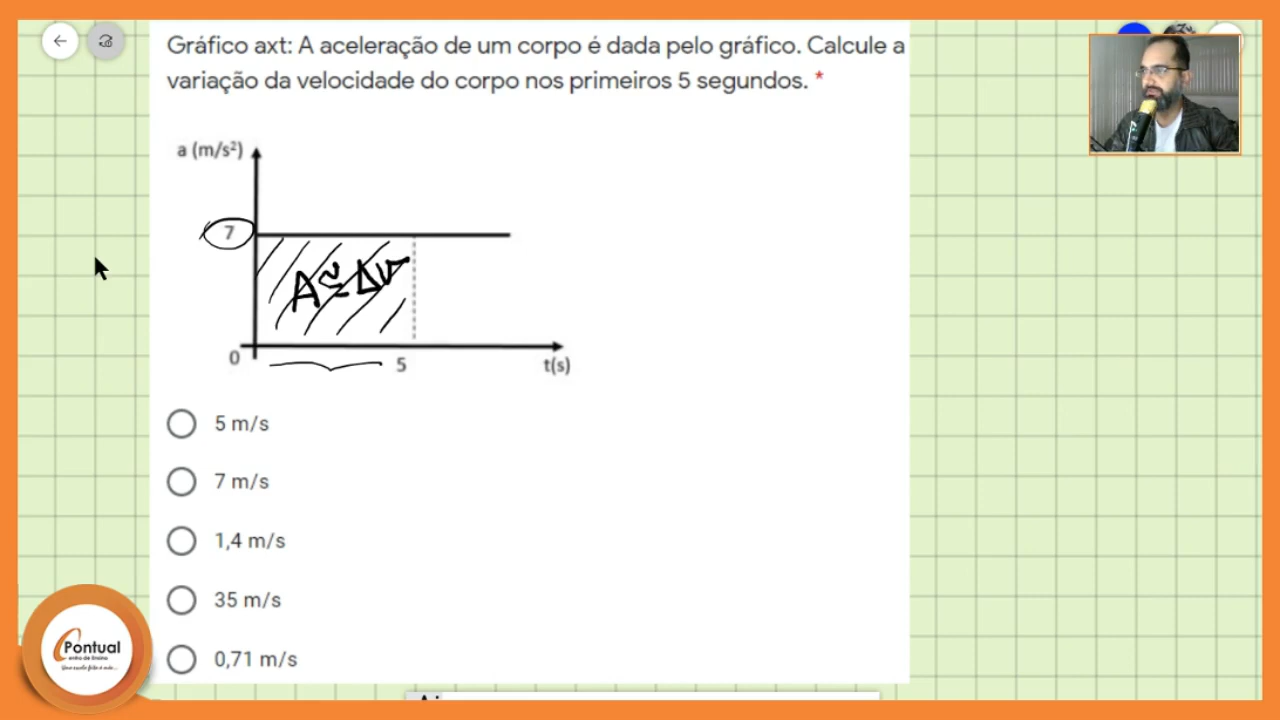 Gráfico axt: A aceleração de um corpo é dada pelo gráfico. Calcule a
variação da velocidade do corpo nos primeiros 5 segundos. *
a (m/s²)
7
A ≅ Δv
0
5
t(s)
5 m/s
7 m/s
1,4 m/s
35 m/s
0,71 m/s
Pontual